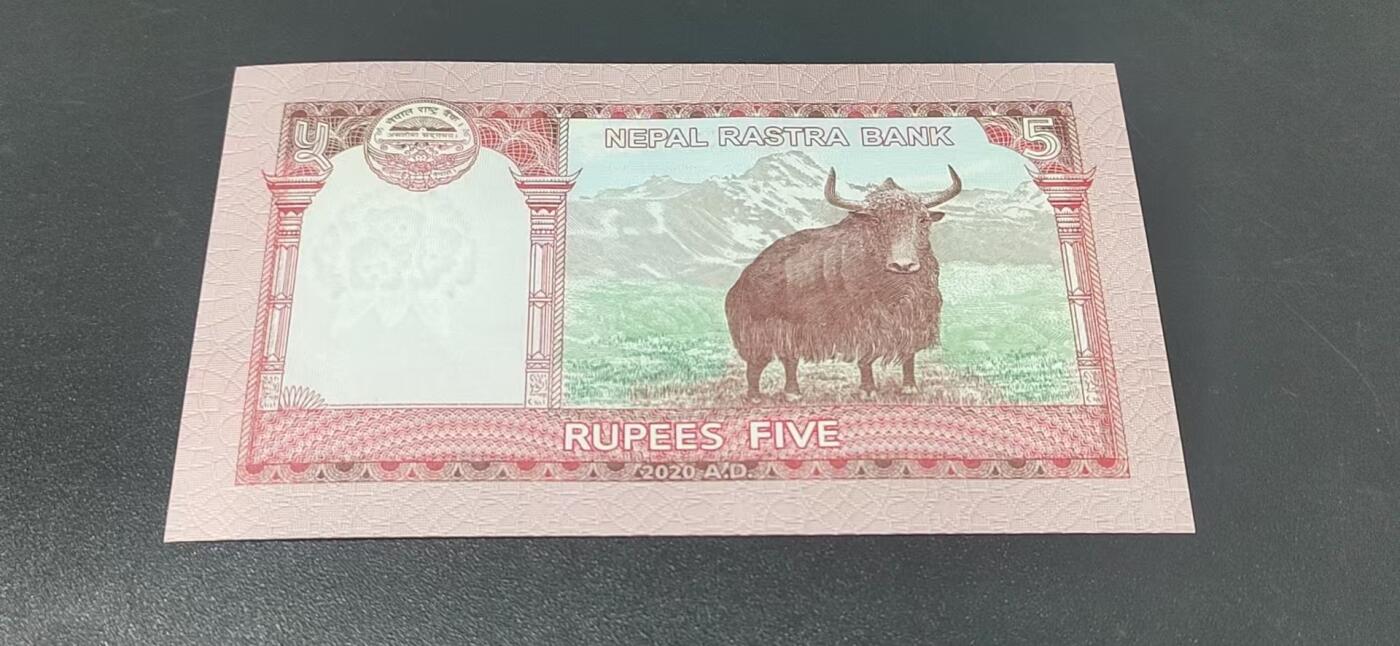 ५
नेपाल राष्ट्र बैंक
NEPAL RASTRA BANK
5
RUPEES FIVE
2020 A.D.